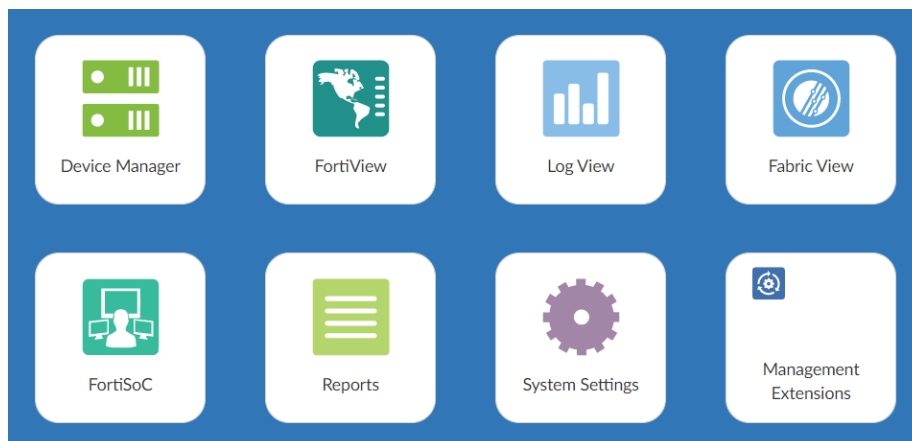 Device Manager
FortiView
Log View
Fabric View
FortiSoC
Reports
System Settings
Management
Extensions